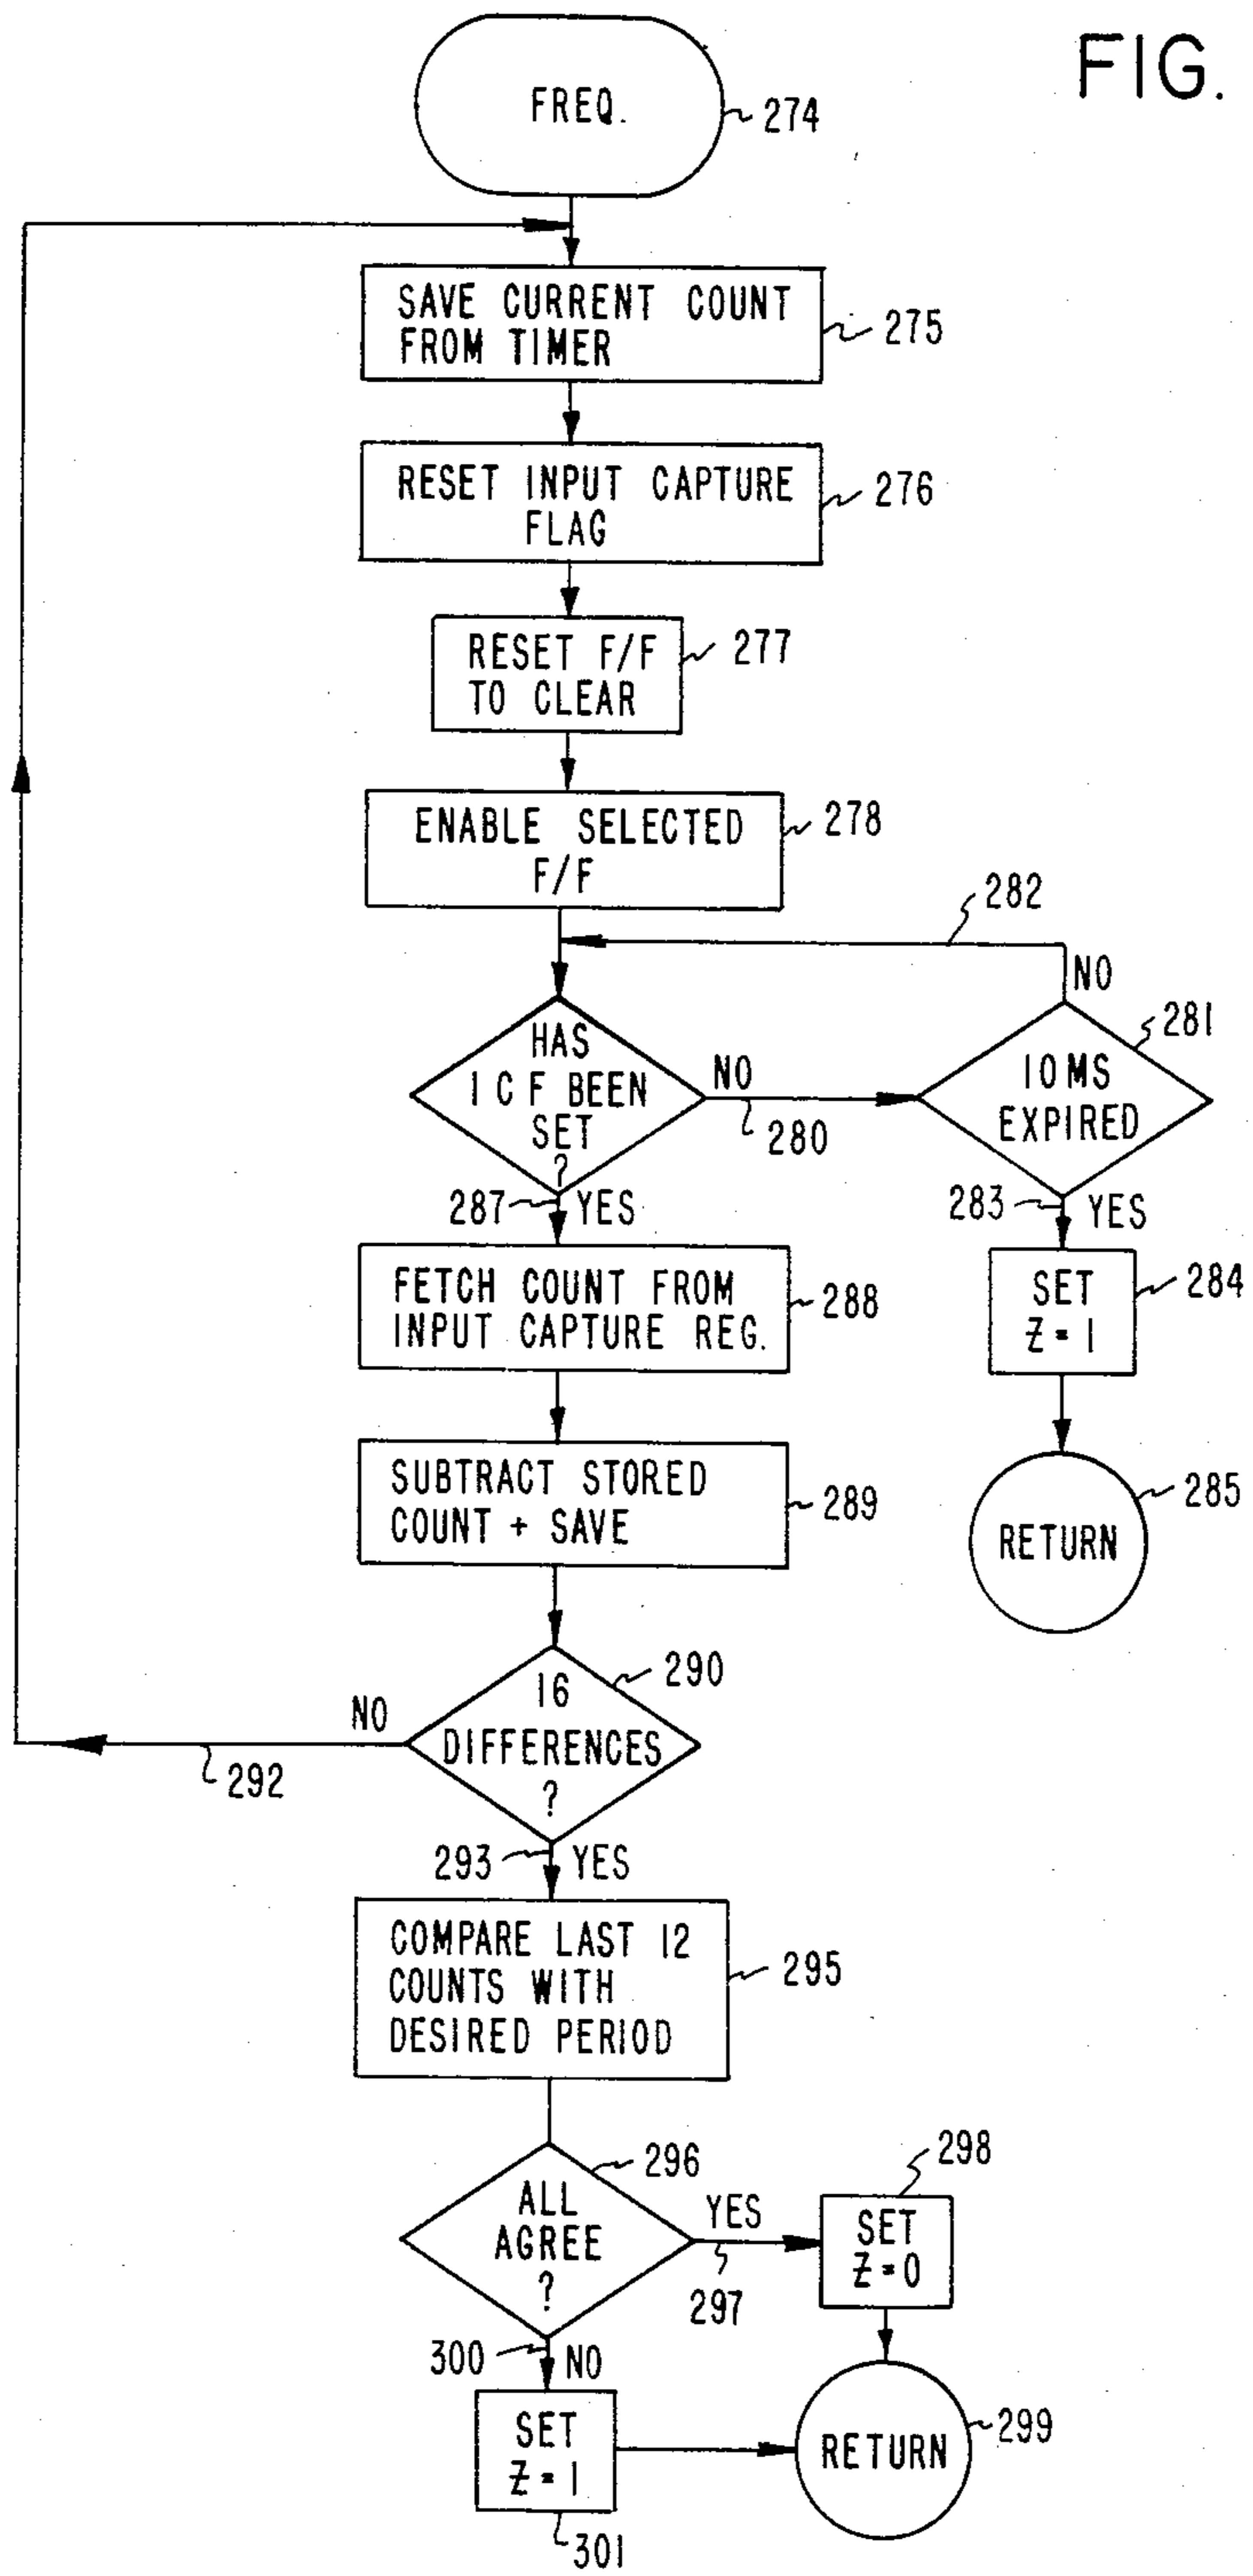 FIG.
FREQ.
274
SAVE CURRENT COUNT
FROM TIMER
275
RESET INPUT CAPTURE
FLAG
276
RESET F/F
TO CLEAR
277
ENABLE SELECTED
F/F
278
282
NO
HAS
I C F BEEN
SET
?
NO
280
10MS
EXPIRED
281
287
YES
283
YES
FETCH COUNT FROM
INPUT CAPTURE REG.
288
SET
Z = 1
284
SUBTRACT STORED
COUNT + SAVE
289
RETURN
285
16
DIFFERENCES
?
290
NO
292
293
YES
COMPARE LAST 12
COUNTS WITH
DESIRED PERIOD
295
ALL
AGREE
?
296
YES
297
SET
Z = 0
298
300
NO
SET
Z = 1
301
RETURN
299